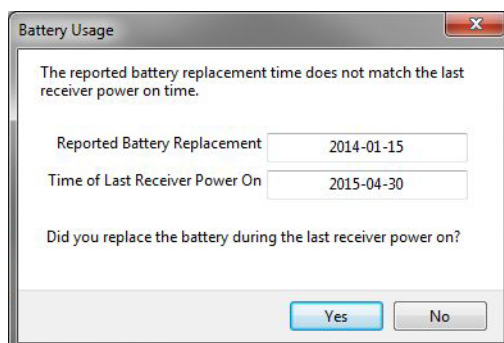 Battery Usage
The reported battery replacement time does not match the last
receiver power on time.
Reported Battery Replacement 2014-01-15
Time of Last Receiver Power On 2015-04-30
Did you replace the battery during the last receiver power on?
Yes No